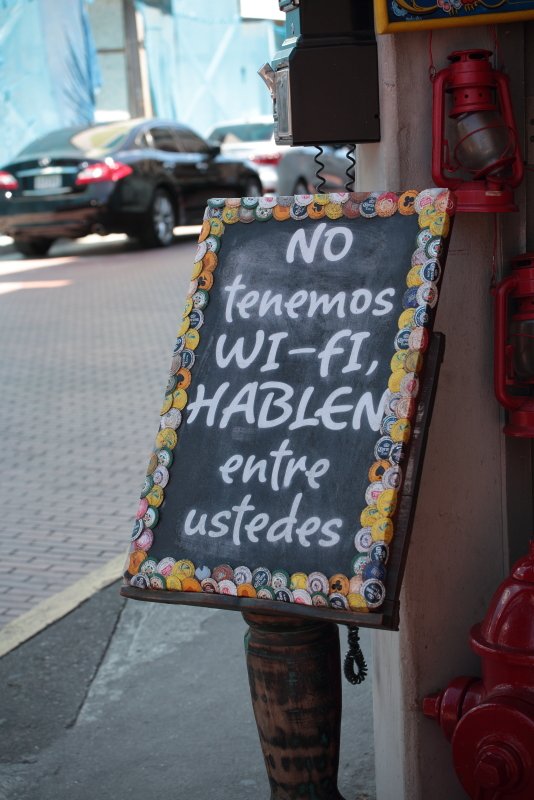 NO
tenemos
WI-fI,
HABLEN
entre
ustedes